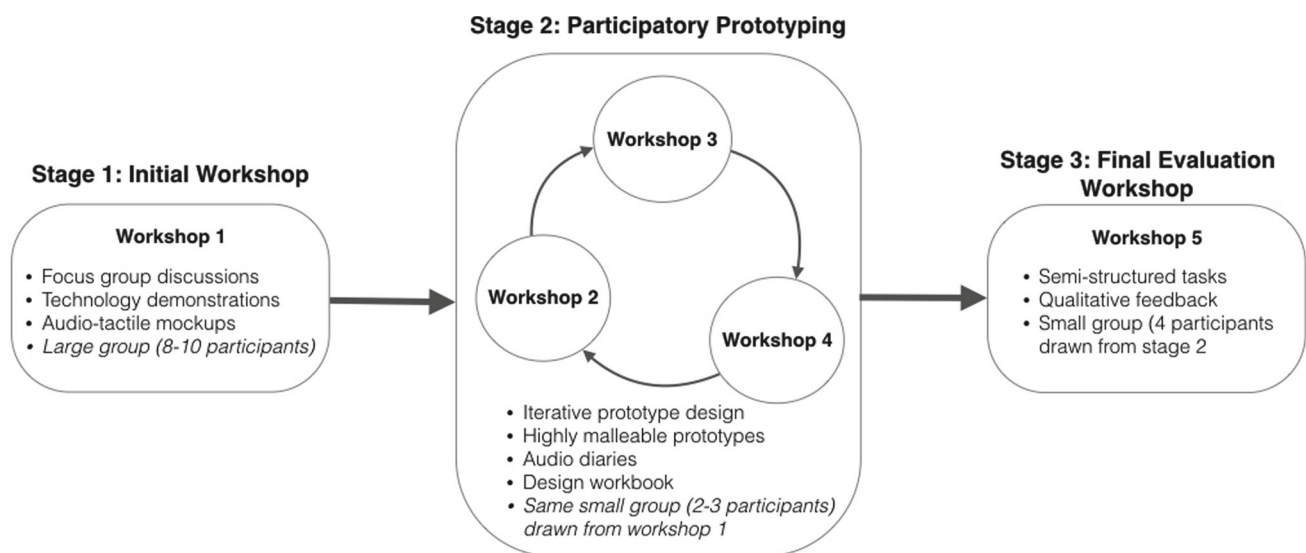 Stage 2: Participatory Prototyping
Stage 1: Initial Workshop
Workshop 1
• Focus group discussions
• Technology demonstrations
• Audio-tactile mockups
• Large group (8-10 participants)
Workshop 3
Workshop 2
Workshop 4
• Iterative prototype design
• Highly malleable prototypes
• Audio diaries
• Design workbook
• Same small group (2-3 participants)
drawn from workshop 1
Stage 3: Final Evaluation
Workshop
Workshop 5
• Semi-structured tasks
• Qualitative feedback
• Small group (4 participants
drawn from stage 2